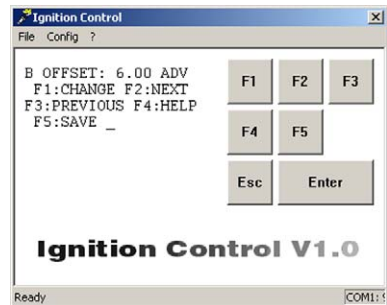 Ignition Control
File Config ?
B OFFSET: 6.00 ADV
F1:CHANGE F2:NEXT
F3:PREVIOUS F4:HELP
F5:SAVE _
F1 F2 F3
F4 F5
Esc Enter
Ignition Control V1.0
Ready COM1: